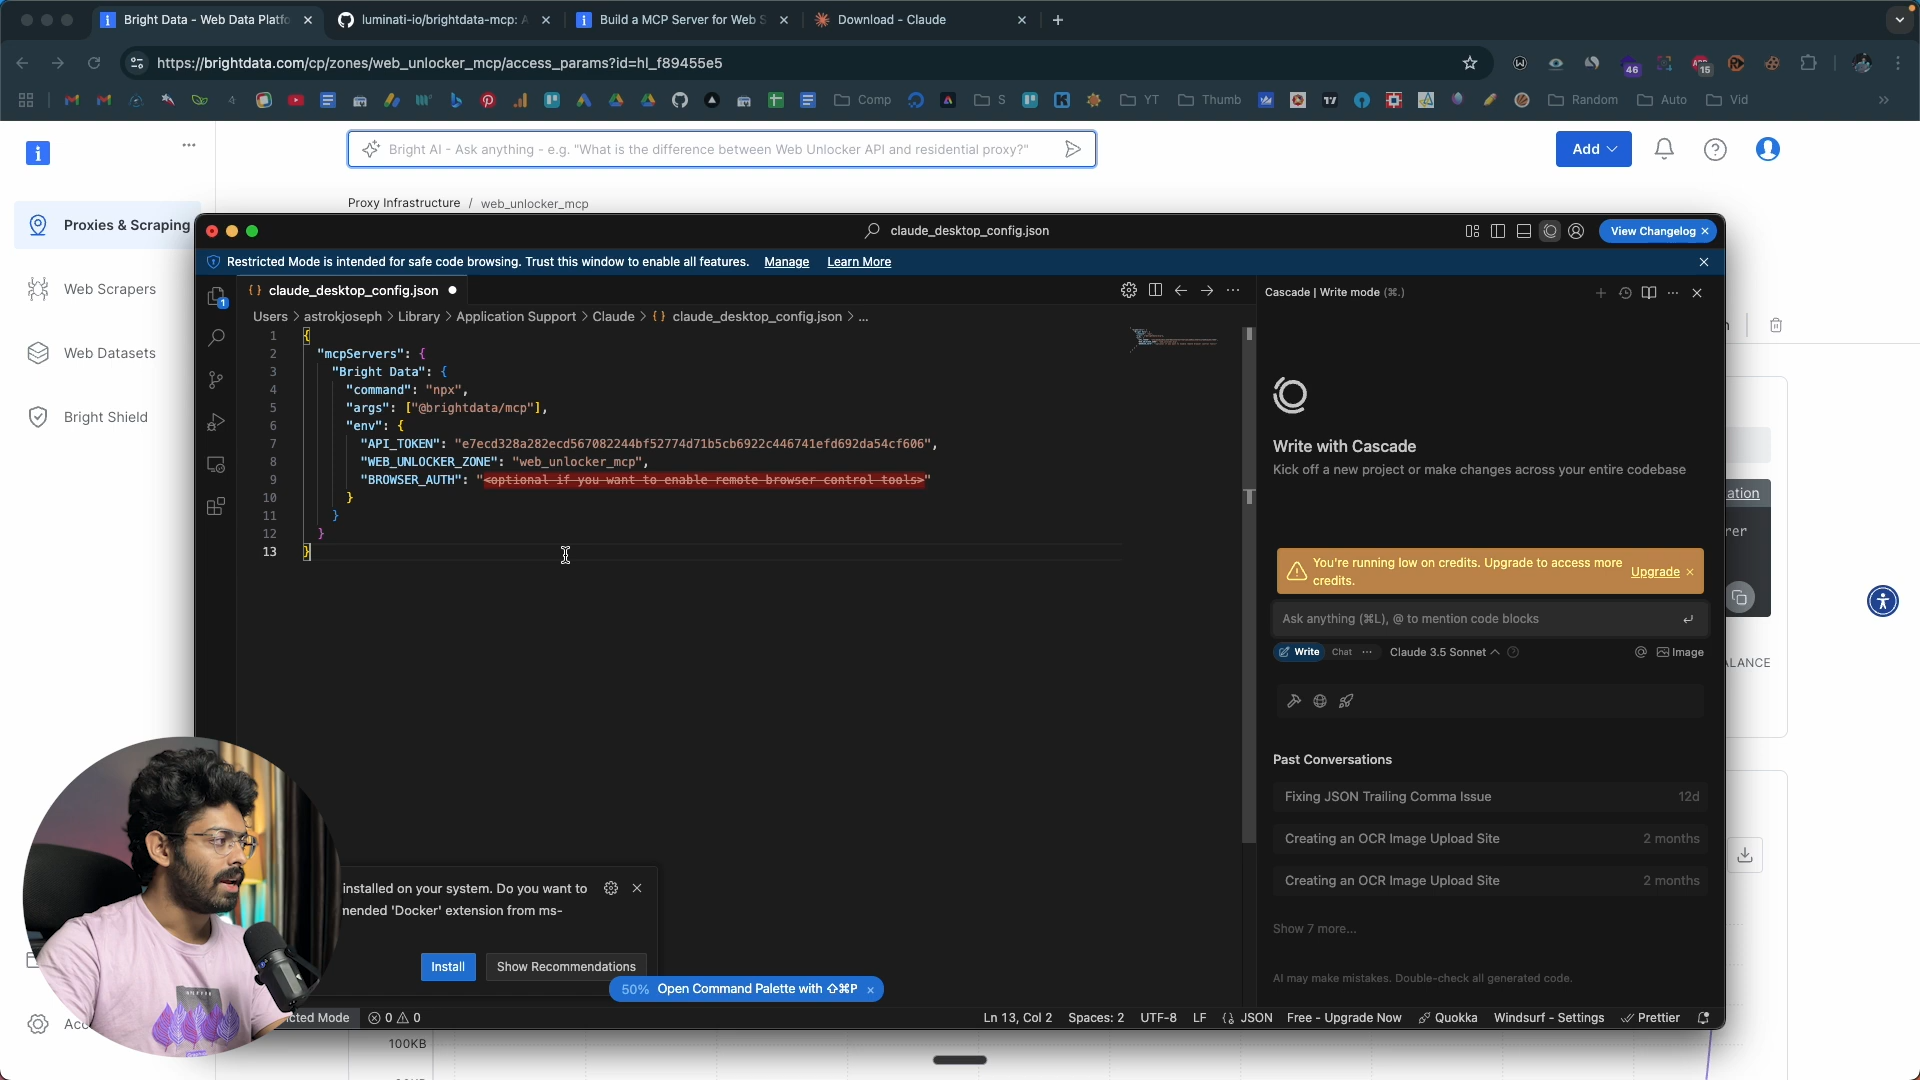 Bright Data - Web Data Platfo
luminati-io/brightdata-mcp: A
Build a MCP Server for Web S
Download - Claude
https://brightdata.com/cp/zones/web_unlocker_mcp/access_params?id=hl_f89455e5
46
15
Comp
S
YT
Thumb
Random
Auto
Vid
Bright AI - Ask anything - e.g. "What is the difference between Web Unlocker API and residential proxy?"
Add
Proxy Infrastructure / web_unlocker_mcp
Proxies & Scraping
Web Scrapers
Web Datasets
Bright Shield
claude_desktop_config.json
View Changelog
Restricted Mode is intended for safe code browsing. Trust this window to enable all features. Manage Learn More
{} claude_desktop_config.json
Users > astrokjoseph > Library > Application Support > Claude > {} claude_desktop_config.json > ...
1 {
2 "mcpServers": {
3 "Bright Data": {
4 "command": "npx",
5 "args": ["@brightdata/mcp"],
6 "env": {
7 "API_TOKEN": "e7ecd328a282ecd567082244bf52774d71b5cb6922c446741efd692da54cf606",
8 "WEB_UNLOCKER_ZONE": "web_unlocker_mcp",
9 "BROWSER_AUTH": "<optional if you want to enable remote browser control tools>"
10 }
11 }
12 }
13 }
Cascade | Write mode (⌘.)
Write with Cascade
Kick off a new project or make changes across your entire codebase
You're running low on credits. Upgrade to access more
credits.
Upgrade
Ask anything (⌘L), @ to mention code blocks
Write
Chat
Claude 3.5 Sonnet
Image
Past Conversations
Fixing JSON Trailing Comma Issue 12d
Creating an OCR Image Upload Site 2 months
Creating an OCR Image Upload Site 2 months
Show 7 more...
AI may make mistakes. Double-check all generated code.
ation
rer
ALANCE
installed on your system. Do you want to
mended 'Docker' extension from ms-
Install
Show Recommendations
50% Open Command Palette with ⇧⌘P
Acc
cted Mode
0
0
Ln 13, Col 2
Spaces: 2
UTF-8
LF
JSON
Free - Upgrade Now
Quokka
Windsurf - Settings
Prettier
100KB